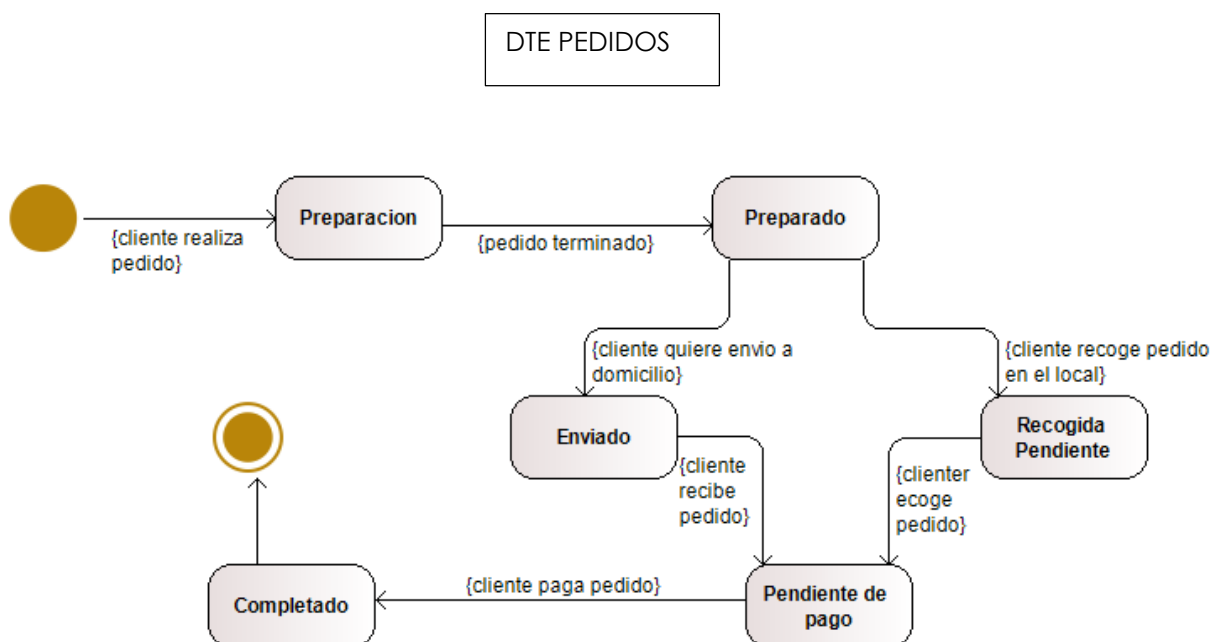 DTE PEDIDOS
Preparacion
Preparado
{cliente realiza
pedido}
{pedido terminado}
{cliente quiere envio a
domicilio}
{cliente recoge pedido
en el local}
Enviado
Recogida
Pendiente
{cliente
recibe
pedido}
{clienter
ecoge
pedido}
Completado
{cliente paga pedido}
Pendiente de
pago